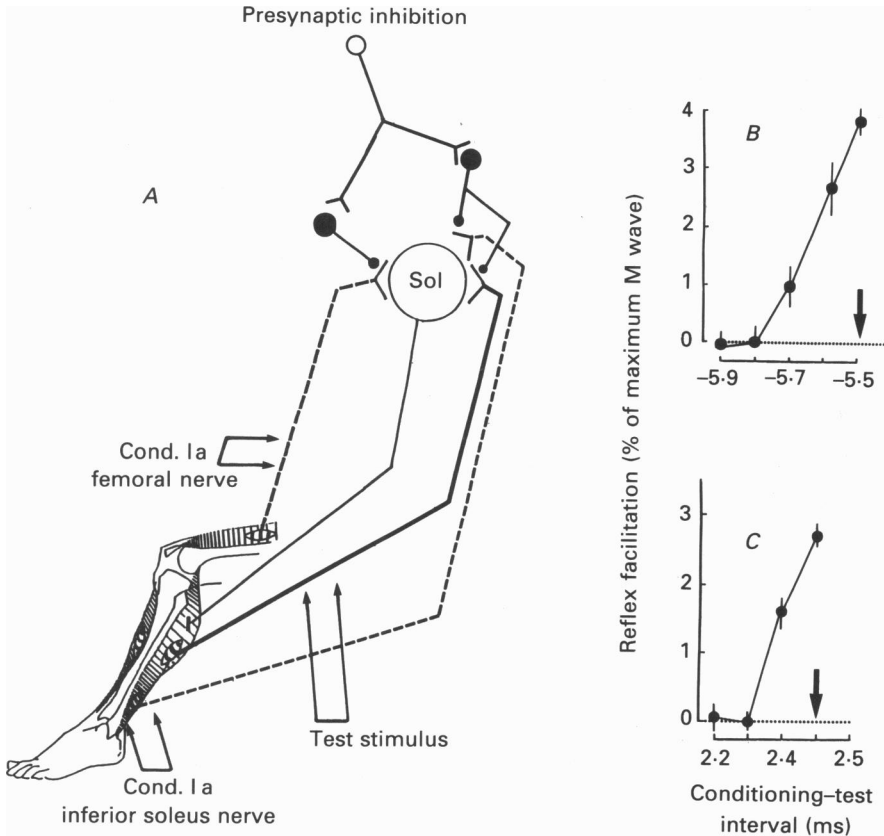 Presynaptic inhibition
A
Sol
Cond. Ia
femoral nerve
Test stimulus
Cond. Ia
inferior soleus nerve
Reflex facilitation (% of maximum M wave)
B
4
3
2
1
0
−5·9 −5·7 −5·5
C
3
2
1
0
2·2 2·4 2·5
Conditioning–test
interval (ms)